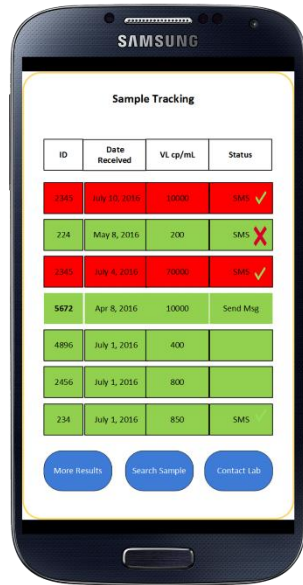 SAMSUNG
Sample Tracking
ID Date Received VL cp/mL Status
2345 July 10, 2016 10000 SMS
224 May 8, 2016 200 SMS
2345 July 4, 2016 70000 SMS
5672 Apr 8, 2016 10000 Send Msg
4896 July 1, 2016 400
2456 July 1, 2016 800
234 July 1, 2016 850 SMS
More Results Search Sample Contact Lab